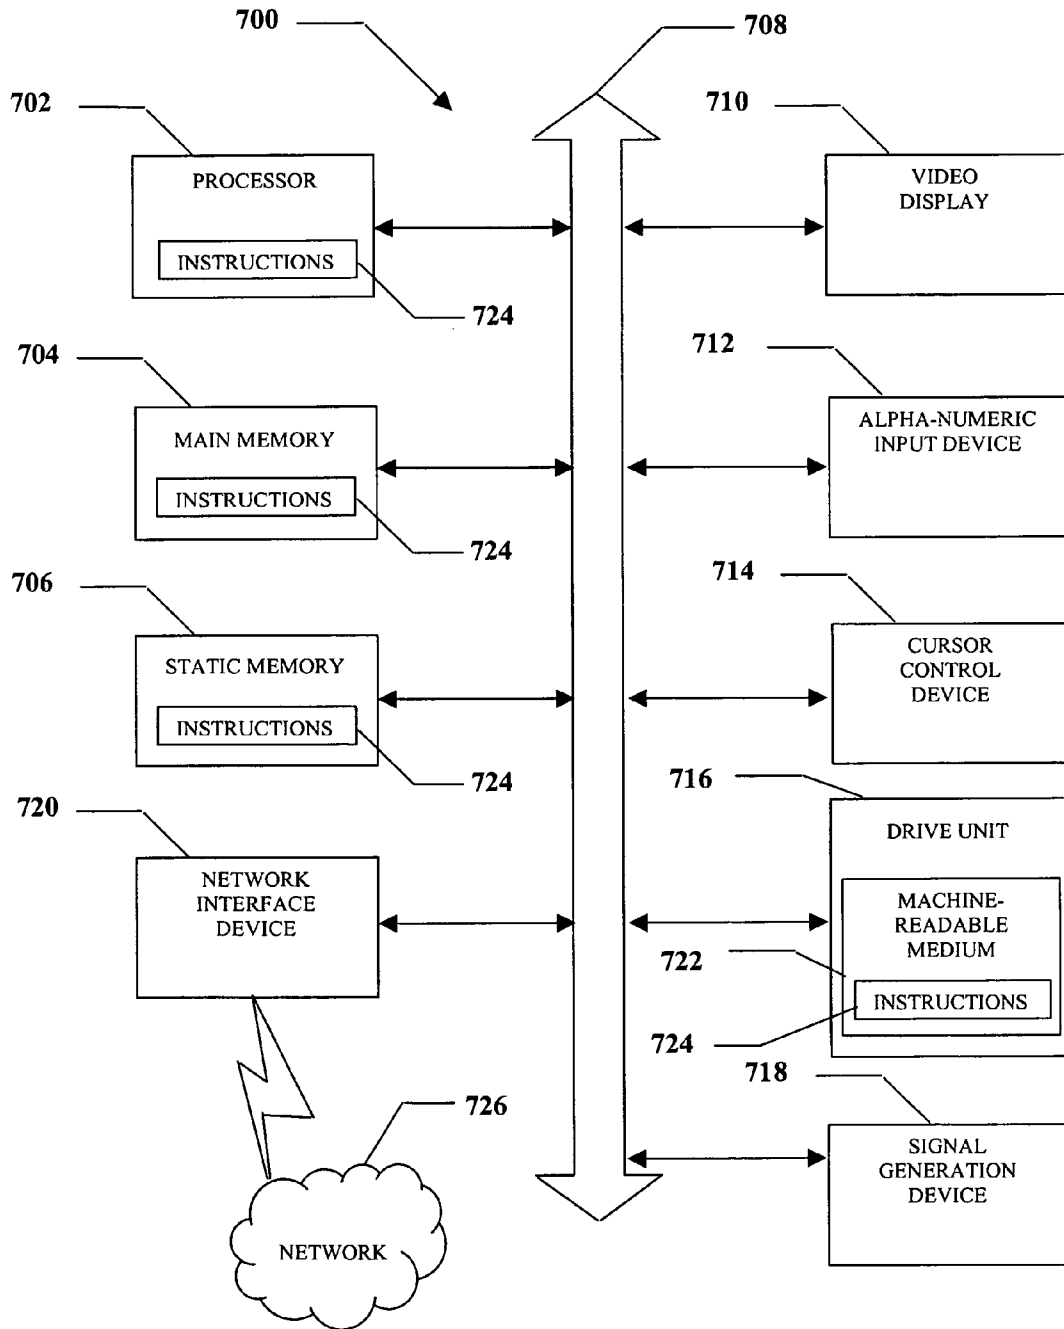 700
708
702
710
PROCESSOR
INSTRUCTIONS
724
VIDEO
DISPLAY
704
712
MAIN MEMORY
INSTRUCTIONS
724
ALPHA-NUMERIC
INPUT DEVICE
706
714
STATIC MEMORY
INSTRUCTIONS
724
CURSOR
CONTROL
DEVICE
720
716
NETWORK
INTERFACE
DEVICE
DRIVE UNIT
MACHINE-
READABLE
MEDIUM
722
INSTRUCTIONS
724
718
726
SIGNAL
GENERATION
DEVICE
NETWORK